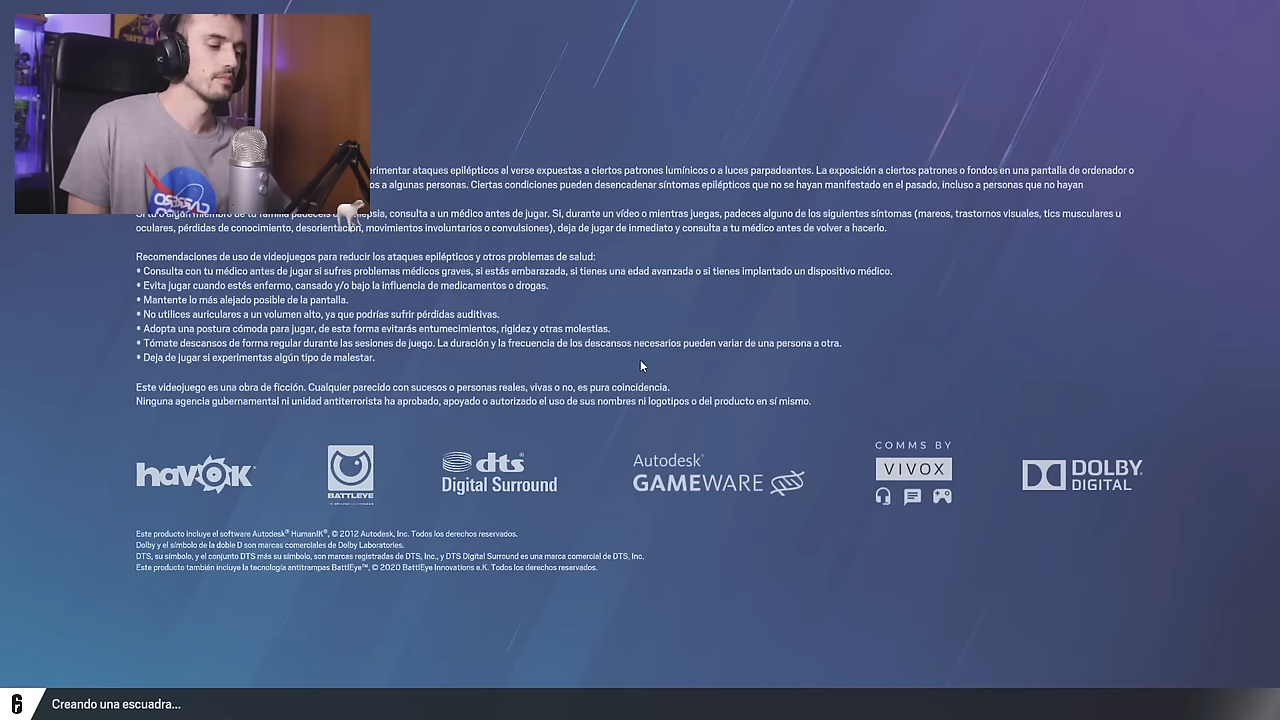 erimentar ataques epilépticos al verse expuestas a ciertos patrones lumínicos o a luces parpadeantes. La exposición a ciertos patrones o fondos en una pantalla de ordenador o
os a algunas personas. Ciertas condiciones pueden desencadenar síntomas epilépticos que no se hayan manifestado en el pasado, incluso a personas que no hayan
Si tú o algún miembro de tu familia padecéis de epilepsia, consulta a un médico antes de jugar. Si, durante un vídeo o mientras juegas, padeces alguno de los siguientes síntomas (mareos, trastornos visuales, tics musculares u
oculares, pérdidas de conocimiento, desorientación, movimientos involuntarios o convulsiones), deja de jugar de inmediato y consulta a tu médico antes de volver a hacerlo.
Recomendaciones de uso de videojuegos para reducir los ataques epilépticos y otros problemas de salud:
• Consulta con tu médico antes de jugar si sufres problemas médicos graves, si estás embarazada, si tienes una edad avanzada o si tienes implantado un dispositivo médico.
• Evita jugar cuando estés enfermo, cansado y/o bajo la influencia de medicamentos o drogas.
• Mantente lo más alejado posible de la pantalla.
• No utilices auriculares a un volumen alto, ya que podrías sufrir pérdidas auditivas.
• Adopta una postura cómoda para jugar, de esta forma evitarás entumecimientos, rigidez y otras molestias.
• Tómate descansos de forma regular durante las sesiones de juego. La duración y la frecuencia de los descansos necesarios pueden variar de una persona a otra.
• Deja de jugar si experimentas algún tipo de malestar.
Este videojuego es una obra de ficción. Cualquier parecido con sucesos o personas reales, vivas o no, es pura coincidencia.
Ninguna agencia gubernamental ni unidad antiterrorista ha aprobado, apoyado o autorizado el uso de sus nombres ni logotipos o del producto en sí mismo.
havok
BATTLEYE
dts®
Digital Surround
Autodesk®
GAMEWARE
COMMS BY
VIVOX
DOLBY
DIGITAL
Este producto incluye el software Autodesk® HumanIK®, © 2012 Autodesk, Inc. Todos los derechos reservados.
Dolby y el símbolo de la doble D son marcas comerciales de Dolby Laboratories.
DTS, su símbolo, y el conjunto DTS más su símbolo, son marcas registradas de DTS, Inc., y DTS Digital Surround es una marca comercial de DTS, Inc.
Este producto también incluye la tecnología antitrampas BattlEye™, © 2020 BattlEye Innovations e.K. Todos los derechos reservados.
Creando una escuadra...